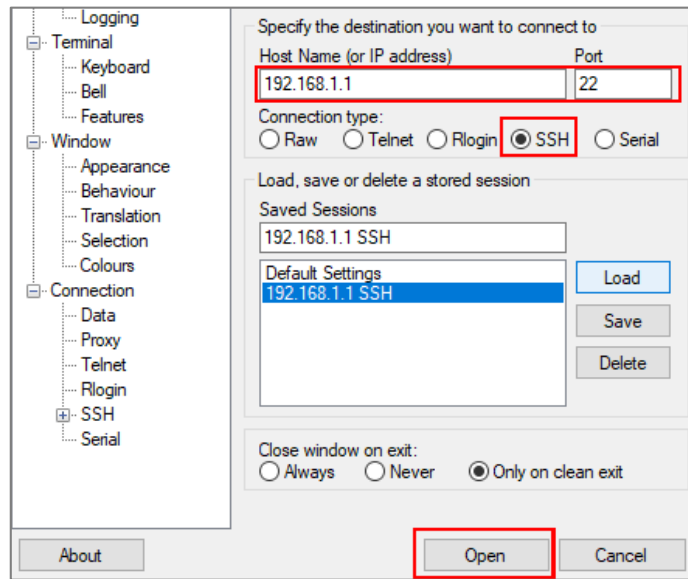 Logging
Terminal
Keyboard
Bell
Features
Window
Appearance
Behaviour
Translation
Selection
Colours
Connection
Data
Proxy
Telnet
Rlogin
SSH
Serial
Specify the destination you want to connect to
Host Name (or IP address) Port
192.168.1.1 22
Connection type:
Raw Telnet Rlogin SSH Serial
Load, save or delete a stored session
Saved Sessions
192.168.1.1 SSH
Default Settings
192.168.1.1 SSH
Load
Save
Delete
Close window on exit:
Always Never Only on clean exit
About Open Cancel